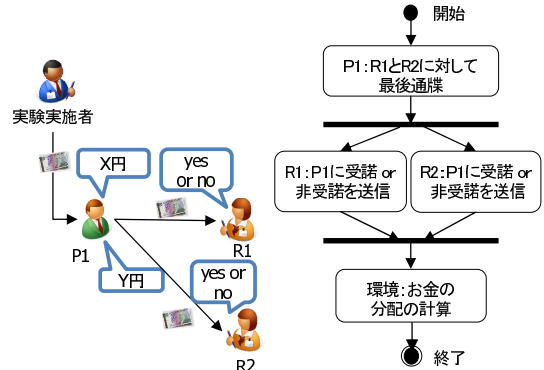 実験実施者
X円
yes
or no
P1
R1
Y円
yes or
no
R2
開始
P1：R1とR2に対して
最後通牒
R1：P1に受諾 or
非受諾を送信
R2：P1に受諾 or
非受諾を送信
環境：お金の
分配の計算
終了